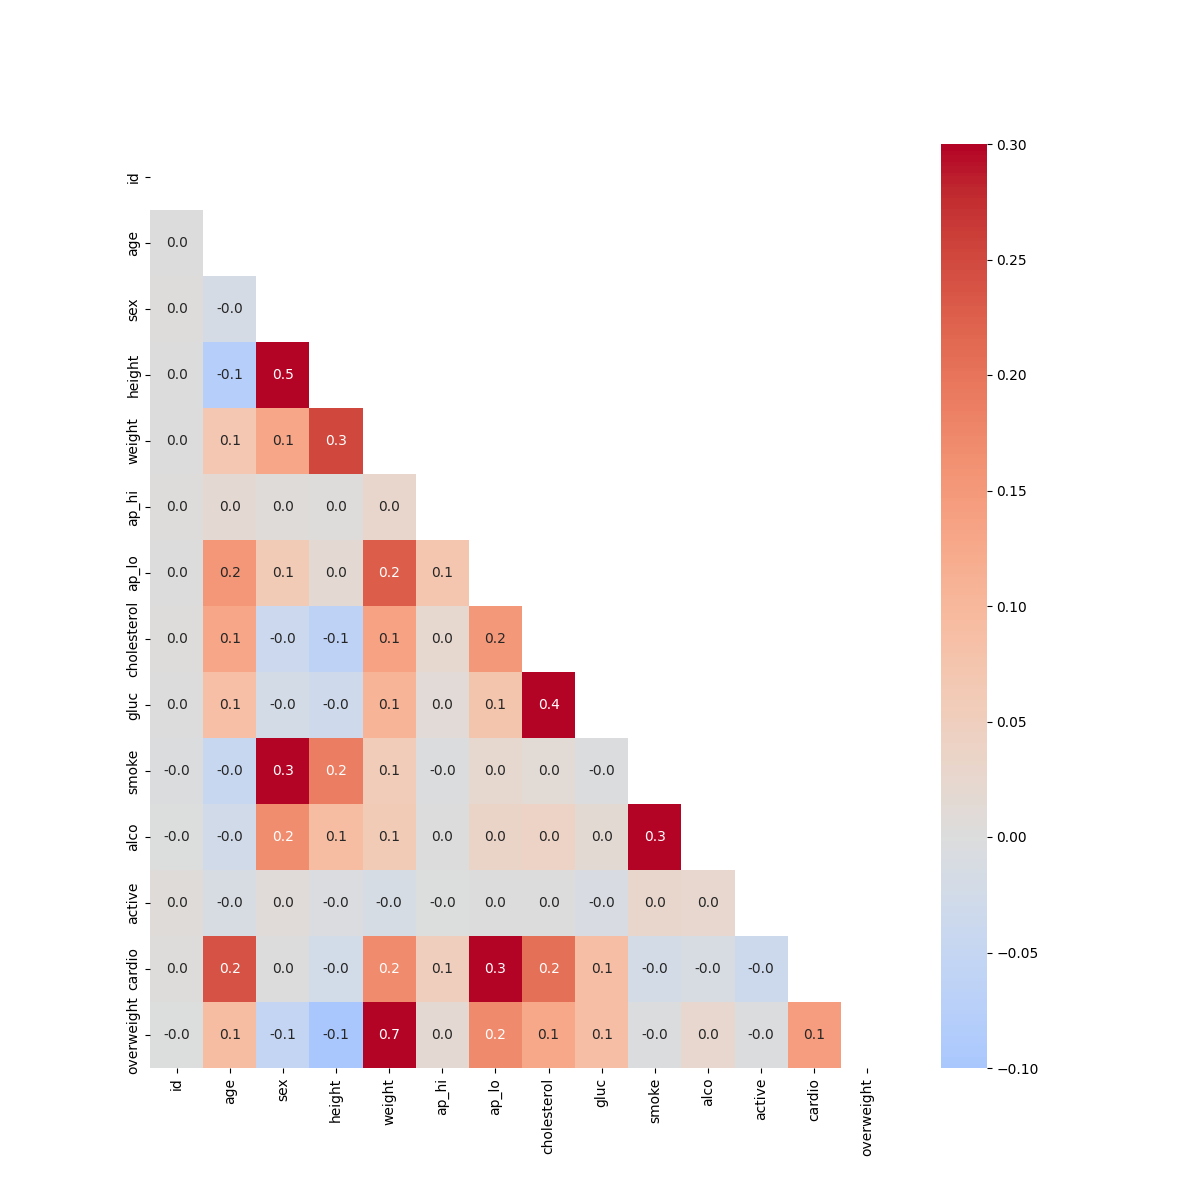 id
age 0.0
sex 0.0 -0.0
height 0.0 -0.1 0.5
weight 0.0 0.1 0.1 0.3
ap_hi 0.0 0.0 0.0 0.0 0.0
ap_lo 0.0 0.2 0.1 0.0 0.2 0.1
cholesterol 0.0 0.1 -0.0 -0.1 0.1 0.0 0.2
gluc 0.0 0.1 -0.0 -0.0 0.1 0.0 0.1 0.4
smoke -0.0 -0.0 0.3 0.2 0.1 -0.0 0.0 0.0 -0.0
alco -0.0 -0.0 0.2 0.1 0.1 0.0 0.0 0.0 0.0 0.3
active 0.0 -0.0 0.0 -0.0 -0.0 -0.0 0.0 0.0 -0.0 0.0 0.0
cardio 0.0 0.2 0.0 -0.0 0.2 0.1 0.3 0.2 0.1 -0.0 -0.0 -0.0
overweight -0.0 0.1 -0.1 -0.1 0.7 0.0 0.2 0.1 0.1 -0.0 0.0 -0.0 0.1
id age sex height weight ap_hi ap_lo cholesterol gluc smoke alco active cardio overweight
0.30
0.25
0.20
0.15
0.10
0.05
0.00
−0.05
−0.10